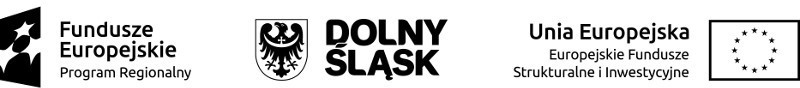 Fundusze
Europejskie
Program Regionalny
DOLNY
ŚLĄSK
Unia Europejska
Europejskie Fundusze
Strukturalne i Inwestycyjne